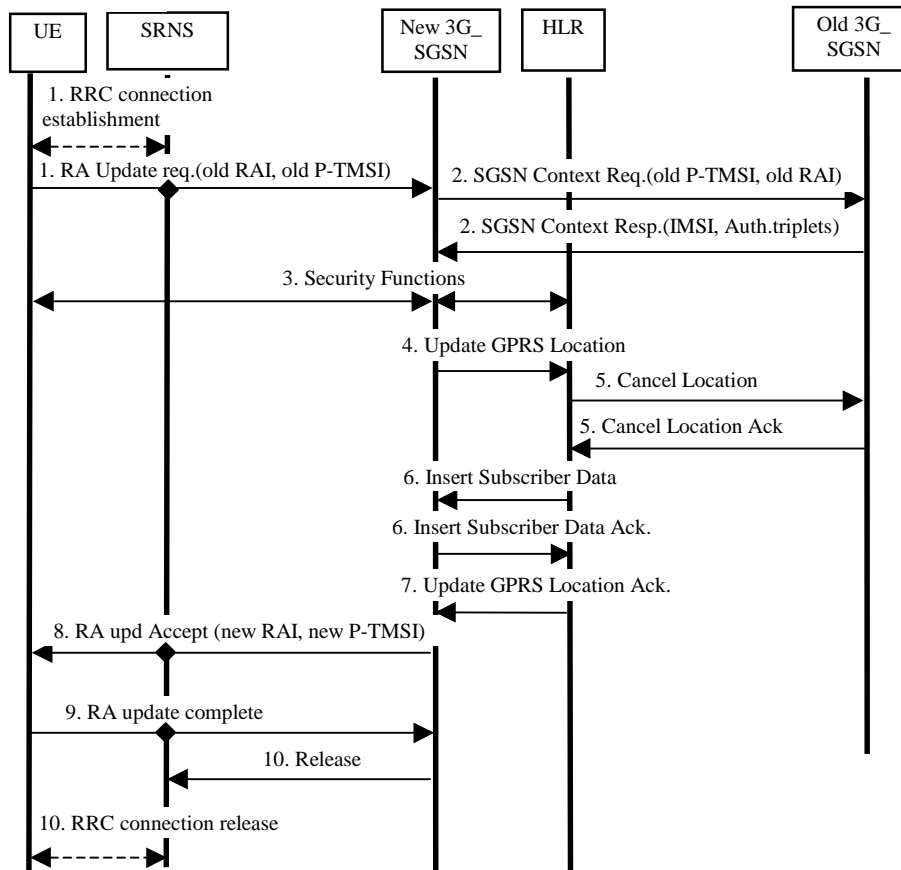 UE
SRNS
New 3G_
SGSN
HLR
Old 3G_
SGSN
1. RRC connection
establishment
1. RA Update req.(old RAI, old P-TMSI)
2. SGSN Context Req.(old P-TMSI, old RAI)
2. SGSN Context Resp.(IMSI, Auth.triplets)
3. Security Functions
4. Update GPRS Location
5. Cancel Location
5. Cancel Location Ack
6. Insert Subscriber Data
6. Insert Subscriber Data Ack.
7. Update GPRS Location Ack.
8. RA upd Accept (new RAI, new P-TMSI)
9. RA update complete
10. Release
10. RRC connection release